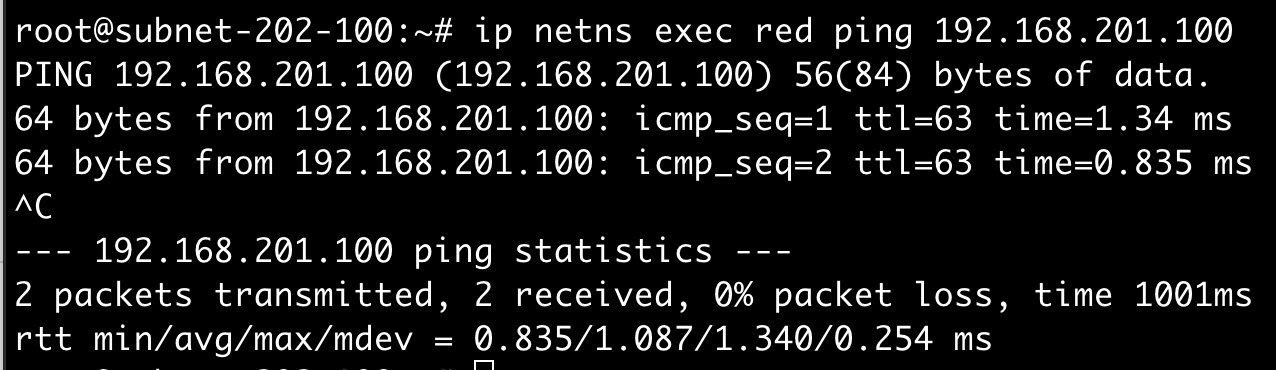 root@subnet-202-100:~# ip netns exec red ping 192.168.201.100
PING 192.168.201.100 (192.168.201.100) 56(84) bytes of data.
64 bytes from 192.168.201.100: icmp_seq=1 ttl=63 time=1.34 ms
64 bytes from 192.168.201.100: icmp_seq=2 ttl=63 time=0.835 ms
^C
--- 192.168.201.100 ping statistics ---
2 packets transmitted, 2 received, 0% packet loss, time 1001ms
rtt min/avg/max/mdev = 0.835/1.087/1.340/0.254 ms